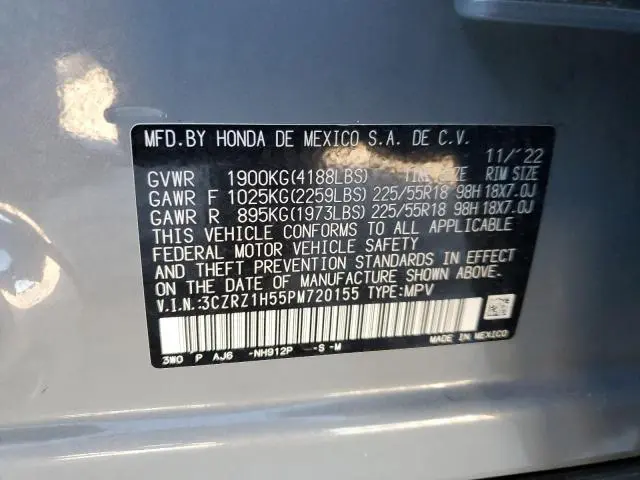 MFD.BY HONDA DE MEXICO S.A. DE C.V.
11/'22
GVWR 1900KG(4188LBS) TIRE SIZE RIM SIZE
GAWR F 1025KG(2259LBS) 225/55R18 98H 18X7.0J
GAWR R 895KG(1973LBS) 225/55R18 98H 18X7.0J
THIS VEHICLE CONFORMS TO ALL APPLICABLE
FEDERAL MOTOR VEHICLE SAFETY
AND THEFT PREVENTION STANDARDS IN EFFECT
ON THE DATE OF MANUFACTURE SHOWN ABOVE.
V.I.N.:3CZRZ1H55PM720155 TYPE:MPV
3W0 P AJ6 -NH912P -S -M MADE IN MEXICO